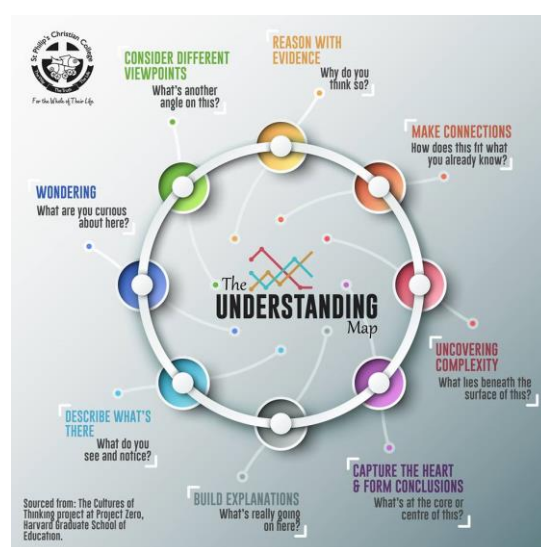 St Philip's Christian College
For the Whole of Their Life.
CONSIDER DIFFERENT
VIEWPOINTS
What's another
angle on this?
REASON WITH
EVIDENCE
Why do you
think so?
MAKE CONNECTIONS
How does this fit what
you already know?
WONDERING
What are you curious
about here?
The
UNDERSTANDING
Map
UNCOVERING
COMPLEXITY
What lies beneath the
surface of this?
DESCRIBE WHAT'S
THERE
What do you
see and notice?
CAPTURE THE HEART
& FORM CONCLUSIONS
What's at the core or
centre of this?
BUILD EXPLANATIONS
What's really going
on here?
Sourced from: The Cultures of
Thinking project at Project Zero,
Harvard Graduate School of
Education.